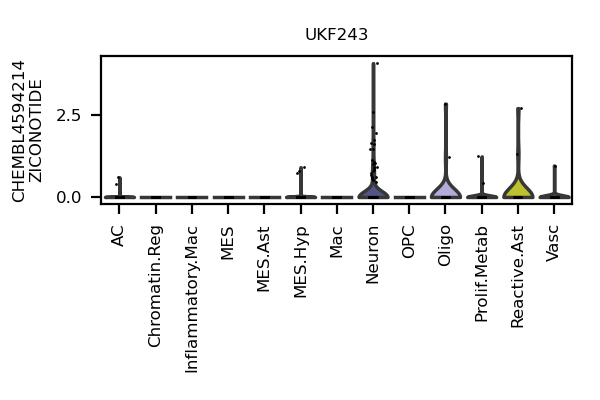 UKF243
CHEMBL4594214
ZICONOTIDE
2.5
0.0
AC
Chromatin.Reg
Inflammatory.Mac
MES
MES.Ast
MES.Hyp
Mac
Neuron
OPC
Oligo
Prolif.Metab
Reactive.Ast
Vasc